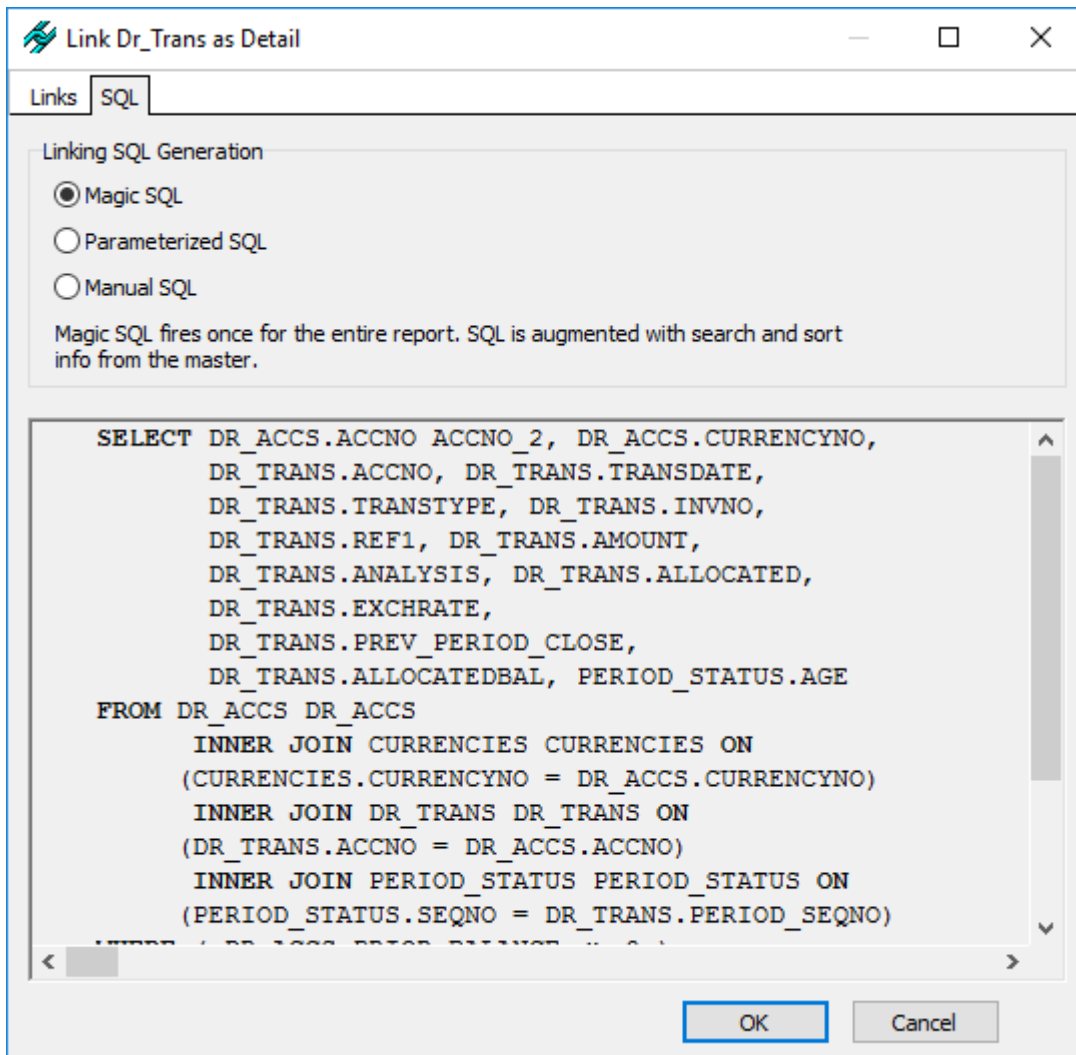 Link Dr_Trans as Detail
Links SQL
Linking SQL Generation
Magic SQL
Parameterized SQL
Manual SQL
Magic SQL fires once for the entire report. SQL is augmented with search and sort
info from the master.
SELECT DR_ACCS.ACCNO ACCNO_2, DR_ACCS.CURRENCYNO,
DR_TRANS.ACCNO, DR_TRANS.TRANSDATE,
DR_TRANS.TRANSTYPE, DR_TRANS.INVNO,
DR_TRANS.REF1, DR_TRANS.AMOUNT,
DR_TRANS.ANALYSIS, DR_TRANS.ALLOCATED,
DR_TRANS.EXCHRATE,
DR_TRANS.PREV_PERIOD_CLOSE,
DR_TRANS.ALLOCATEDBAL, PERIOD_STATUS.AGE
FROM DR_ACCS DR_ACCS
INNER JOIN CURRENCIES CURRENCIES ON
(CURRENCIES.CURRENCYNO = DR_ACCS.CURRENCYNO)
INNER JOIN DR_TRANS DR_TRANS ON
(DR_TRANS.ACCNO = DR_ACCS.ACCNO)
INNER JOIN PERIOD_STATUS PERIOD_STATUS ON
(PERIOD_STATUS.SEQNO = DR_TRANS.PERIOD_SEQNO)
OK Cancel